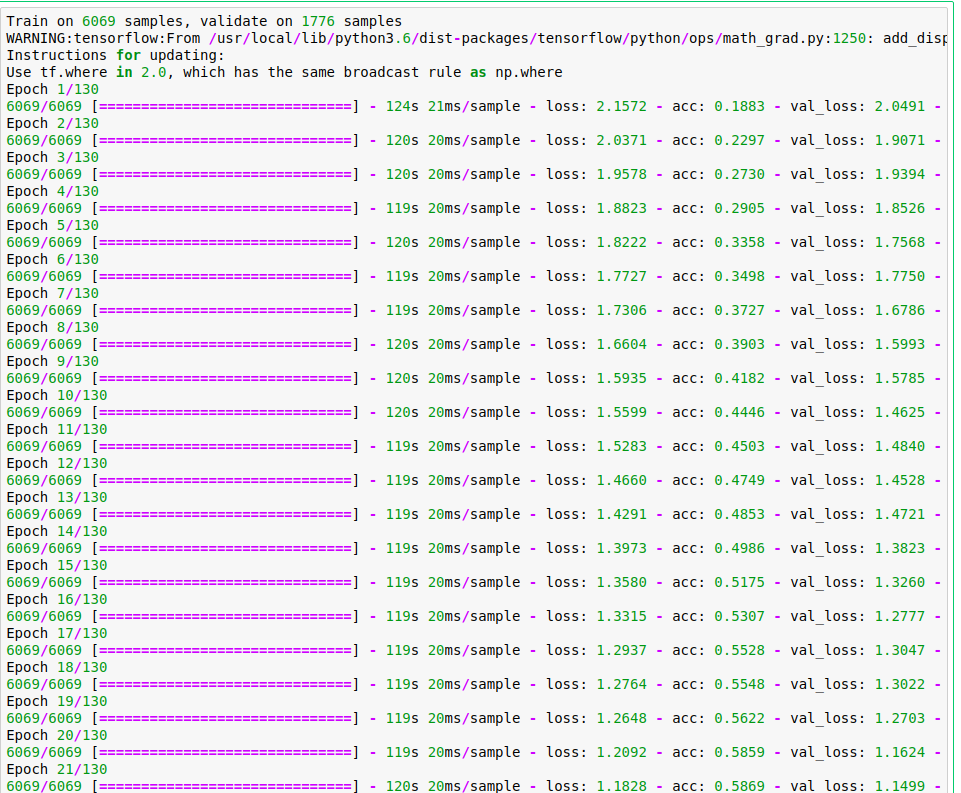 Train on 6069 samples, validate on 1776 samples
WARNING:tensorflow:From /usr/local/lib/python3.6/dist-packages/tensorflow/python/ops/math_grad.py:1250: add_disp
Instructions for updating:
Use tf.where in 2.0, which has the same broadcast rule as np.where
Epoch 1/130
6069/6069 [==============================] - 124s 21ms/sample - loss: 2.1572 - acc: 0.1883 - val_loss: 2.0491 -
Epoch 2/130
6069/6069 [==============================] - 120s 20ms/sample - loss: 2.0371 - acc: 0.2297 - val_loss: 1.9071 -
Epoch 3/130
6069/6069 [==============================] - 120s 20ms/sample - loss: 1.9578 - acc: 0.2730 - val_loss: 1.9394 -
Epoch 4/130
6069/6069 [==============================] - 119s 20ms/sample - loss: 1.8823 - acc: 0.2905 - val_loss: 1.8526 -
Epoch 5/130
6069/6069 [==============================] - 120s 20ms/sample - loss: 1.8222 - acc: 0.3358 - val_loss: 1.7568 -
Epoch 6/130
6069/6069 [==============================] - 119s 20ms/sample - loss: 1.7727 - acc: 0.3498 - val_loss: 1.7750 -
Epoch 7/130
6069/6069 [==============================] - 119s 20ms/sample - loss: 1.7306 - acc: 0.3727 - val_loss: 1.6786 -
Epoch 8/130
6069/6069 [==============================] - 120s 20ms/sample - loss: 1.6604 - acc: 0.3903 - val_loss: 1.5993 -
Epoch 9/130
6069/6069 [==============================] - 120s 20ms/sample - loss: 1.5935 - acc: 0.4182 - val_loss: 1.5785 -
Epoch 10/130
6069/6069 [==============================] - 120s 20ms/sample - loss: 1.5599 - acc: 0.4446 - val_loss: 1.4625 -
Epoch 11/130
6069/6069 [==============================] - 119s 20ms/sample - loss: 1.5283 - acc: 0.4503 - val_loss: 1.4840 -
Epoch 12/130
6069/6069 [==============================] - 119s 20ms/sample - loss: 1.4660 - acc: 0.4749 - val_loss: 1.4528 -
Epoch 13/130
6069/6069 [==============================] - 119s 20ms/sample - loss: 1.4291 - acc: 0.4853 - val_loss: 1.4721 -
Epoch 14/130
6069/6069 [==============================] - 119s 20ms/sample - loss: 1.3973 - acc: 0.4986 - val_loss: 1.3823 -
Epoch 15/130
6069/6069 [==============================] - 119s 20ms/sample - loss: 1.3580 - acc: 0.5175 - val_loss: 1.3260 -
Epoch 16/130
6069/6069 [==============================] - 119s 20ms/sample - loss: 1.3315 - acc: 0.5307 - val_loss: 1.2777 -
Epoch 17/130
6069/6069 [==============================] - 119s 20ms/sample - loss: 1.2937 - acc: 0.5528 - val_loss: 1.3047 -
Epoch 18/130
6069/6069 [==============================] - 119s 20ms/sample - loss: 1.2764 - acc: 0.5548 - val_loss: 1.3022 -
Epoch 19/130
6069/6069 [==============================] - 119s 20ms/sample - loss: 1.2648 - acc: 0.5622 - val_loss: 1.2703 -
Epoch 20/130
6069/6069 [==============================] - 119s 20ms/sample - loss: 1.2092 - acc: 0.5859 - val_loss: 1.1624 -
Epoch 21/130
6069/6069 [==============================] - 120s 20ms/sample - loss: 1.1828 - acc: 0.5869 - val_loss: 1.1499 -